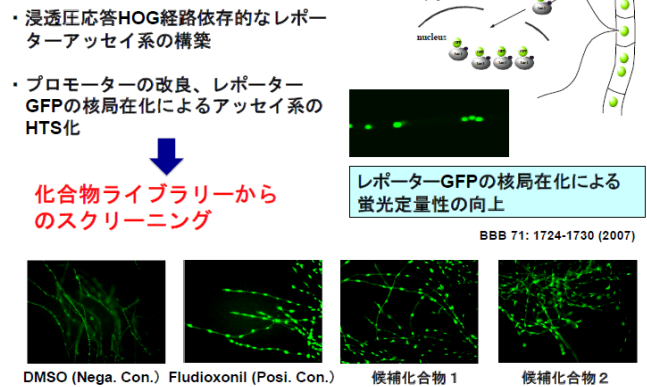 ・浸透圧応答HOG経路依存的なレポー
ターアッセイ系の構築
・プロモーターの改良、レポーター
GFPの核局在化によるアッセイ系の
HTS化
化合物ライブラリーから
のスクリーニング
nucleus
レポーターGFPの核局在化による
蛍光定量性の向上
BBB 71: 1724-1730 (2007)
DMSO (Nega. Con.)
Fludioxonil (Posi. Con.)
候補化合物1
候補化合物2